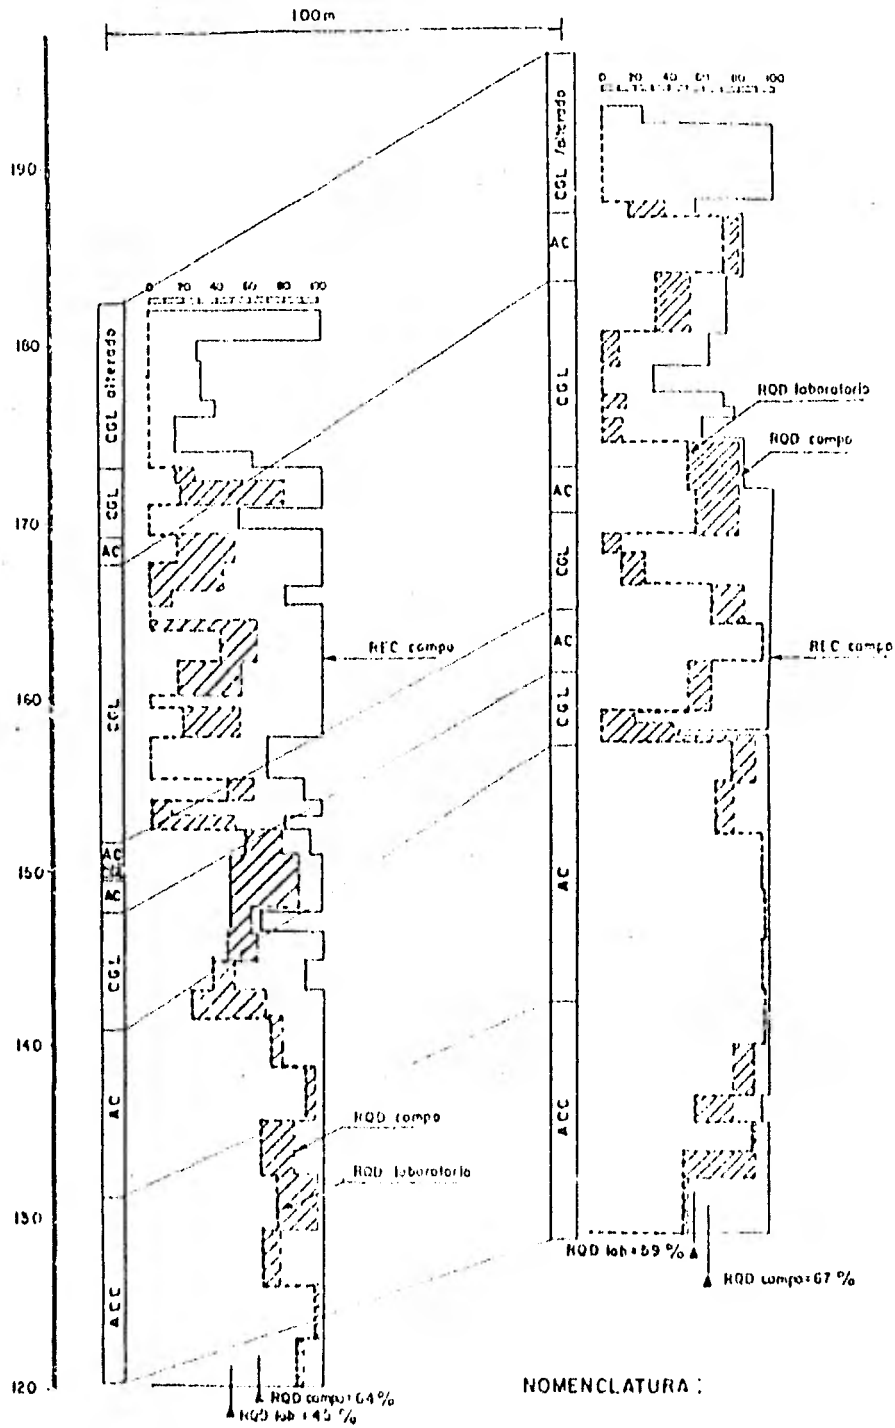 100m
0 20 40 60 80 100
190
CGL /alterado
AC
0 20 40 60 80 100
180
CGL alterado
CGL
RQD laboratorio
RQD campo
CGL
AC
170
AC
CGL
REC campo
AC
REC campo
160
CGL
CGL
AC
150
AC
AC
CGL
140
AC
ACC
RQD campo
RQD laboratorio
130
ACC
RQD lab = 59 %
RQD campo = 67 %
120
RQD campo = 64 %
NOMENCLATURA :